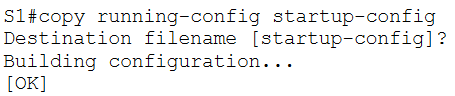 S1#copy running-config startup-config
Destination filename [startup-config]?
Building configuration...
[OK]